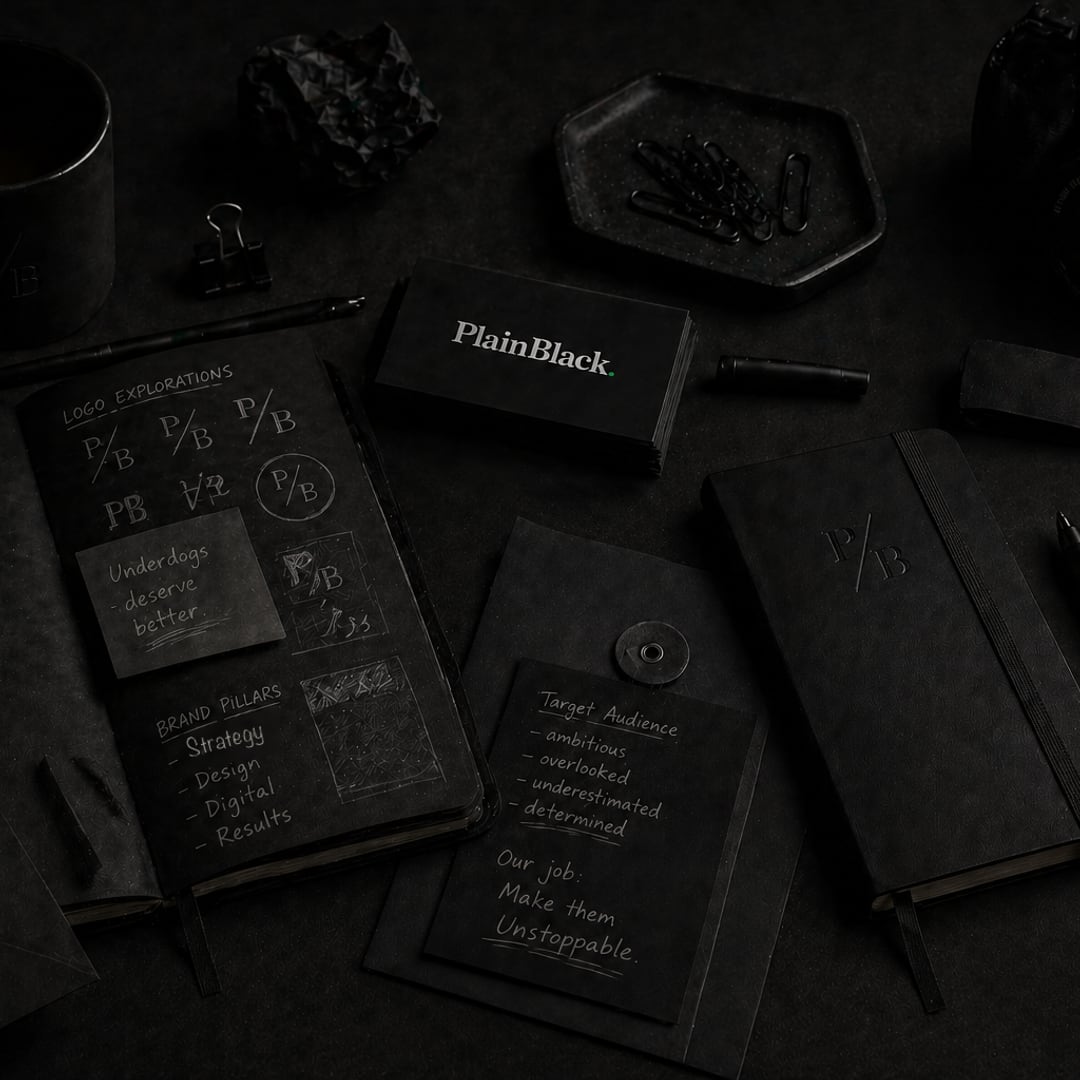 LOGO EXPLORATIONS
P/B
P/B
P/B
PB
P/B
Underdogs
- deserve
better.
P/B
BRAND PILLARS
- Strategy
- Design
- Digital
- Results
PlainBlack.
Target Audience
- ambitious
- overlooked
- underestimated
- determined
Our job:
Make them
Unstoppable.
P/B
B